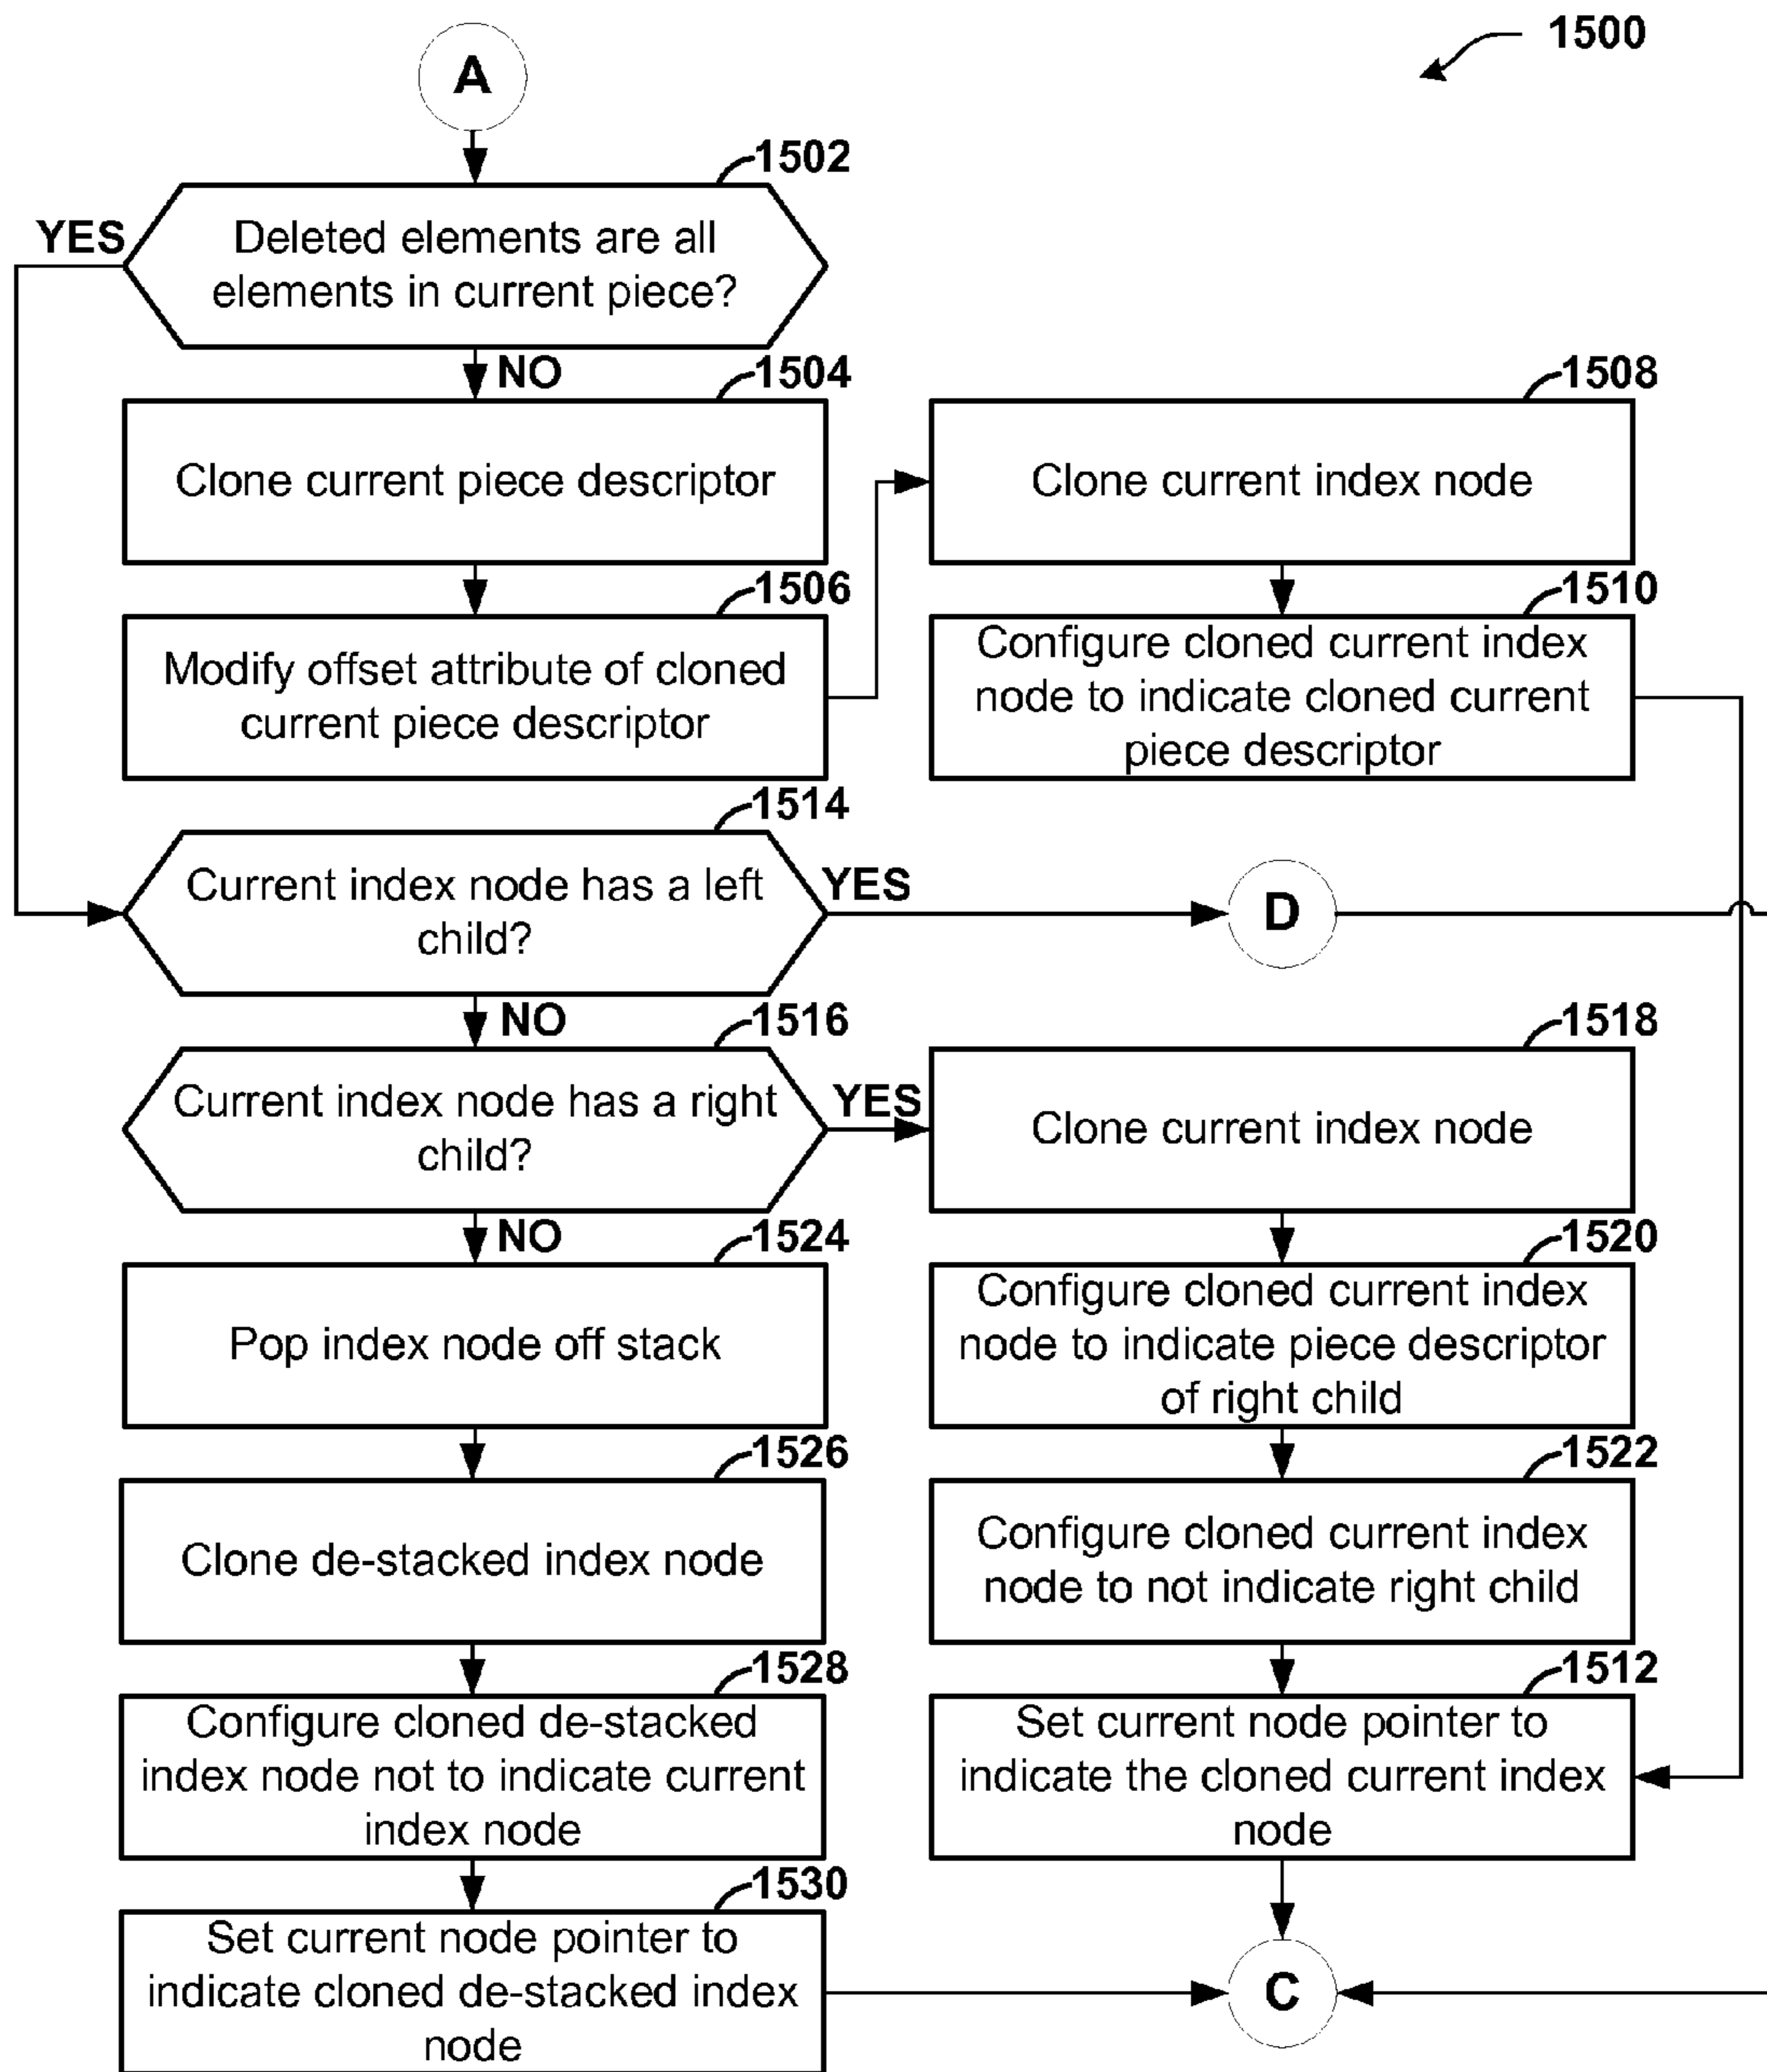 1500
A
1502
YES
Deleted elements are all
elements in current piece?
NO
1504
Clone current piece descriptor
1506
Modify offset attribute of cloned
current piece descriptor
1508
Clone current index node
1510
Configure cloned current index
node to indicate cloned current
piece descriptor
1514
Current index node has a left
child?
YES
D
NO
1516
Current index node has a right
child?
YES
1518
Clone current index node
1520
Configure cloned current index
node to indicate piece descriptor
of right child
1522
Configure cloned current index
node to not indicate right child
1512
Set current node pointer to
indicate the cloned current index
node
NO
1524
Pop index node off stack
1526
Clone de-stacked index node
1528
Configure cloned de-stacked
index node not to indicate current
index node
1530
Set current node pointer to
indicate cloned de-stacked index
node
C